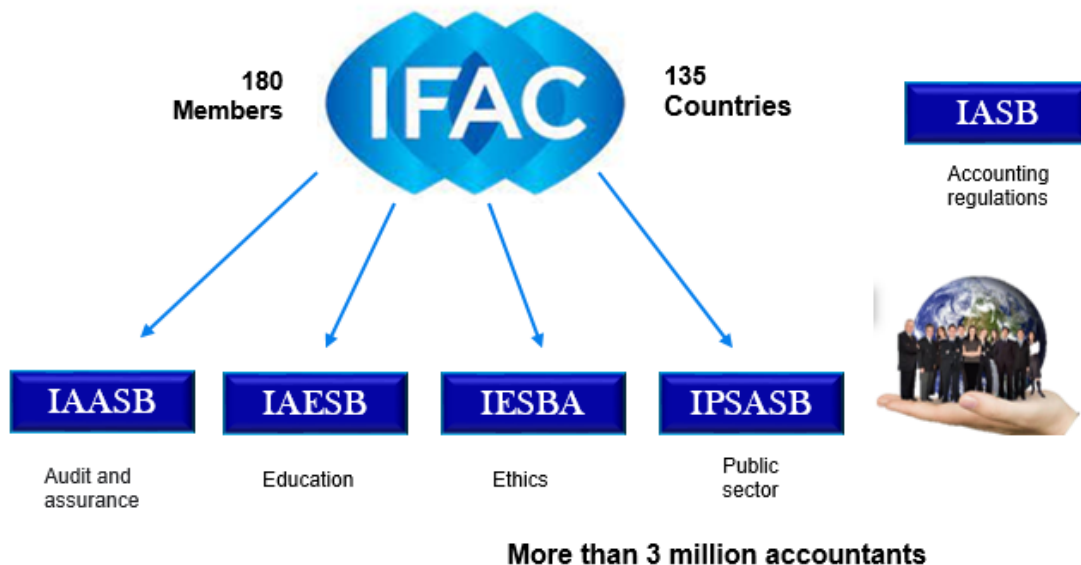 180
Members
IFAC
135
Countries
IASB
Accounting
regulations
IAASB
IAESB
IESBA
IPSASB
Audit and
assurance
Education
Ethics
Public
sector
More than 3 million accountants